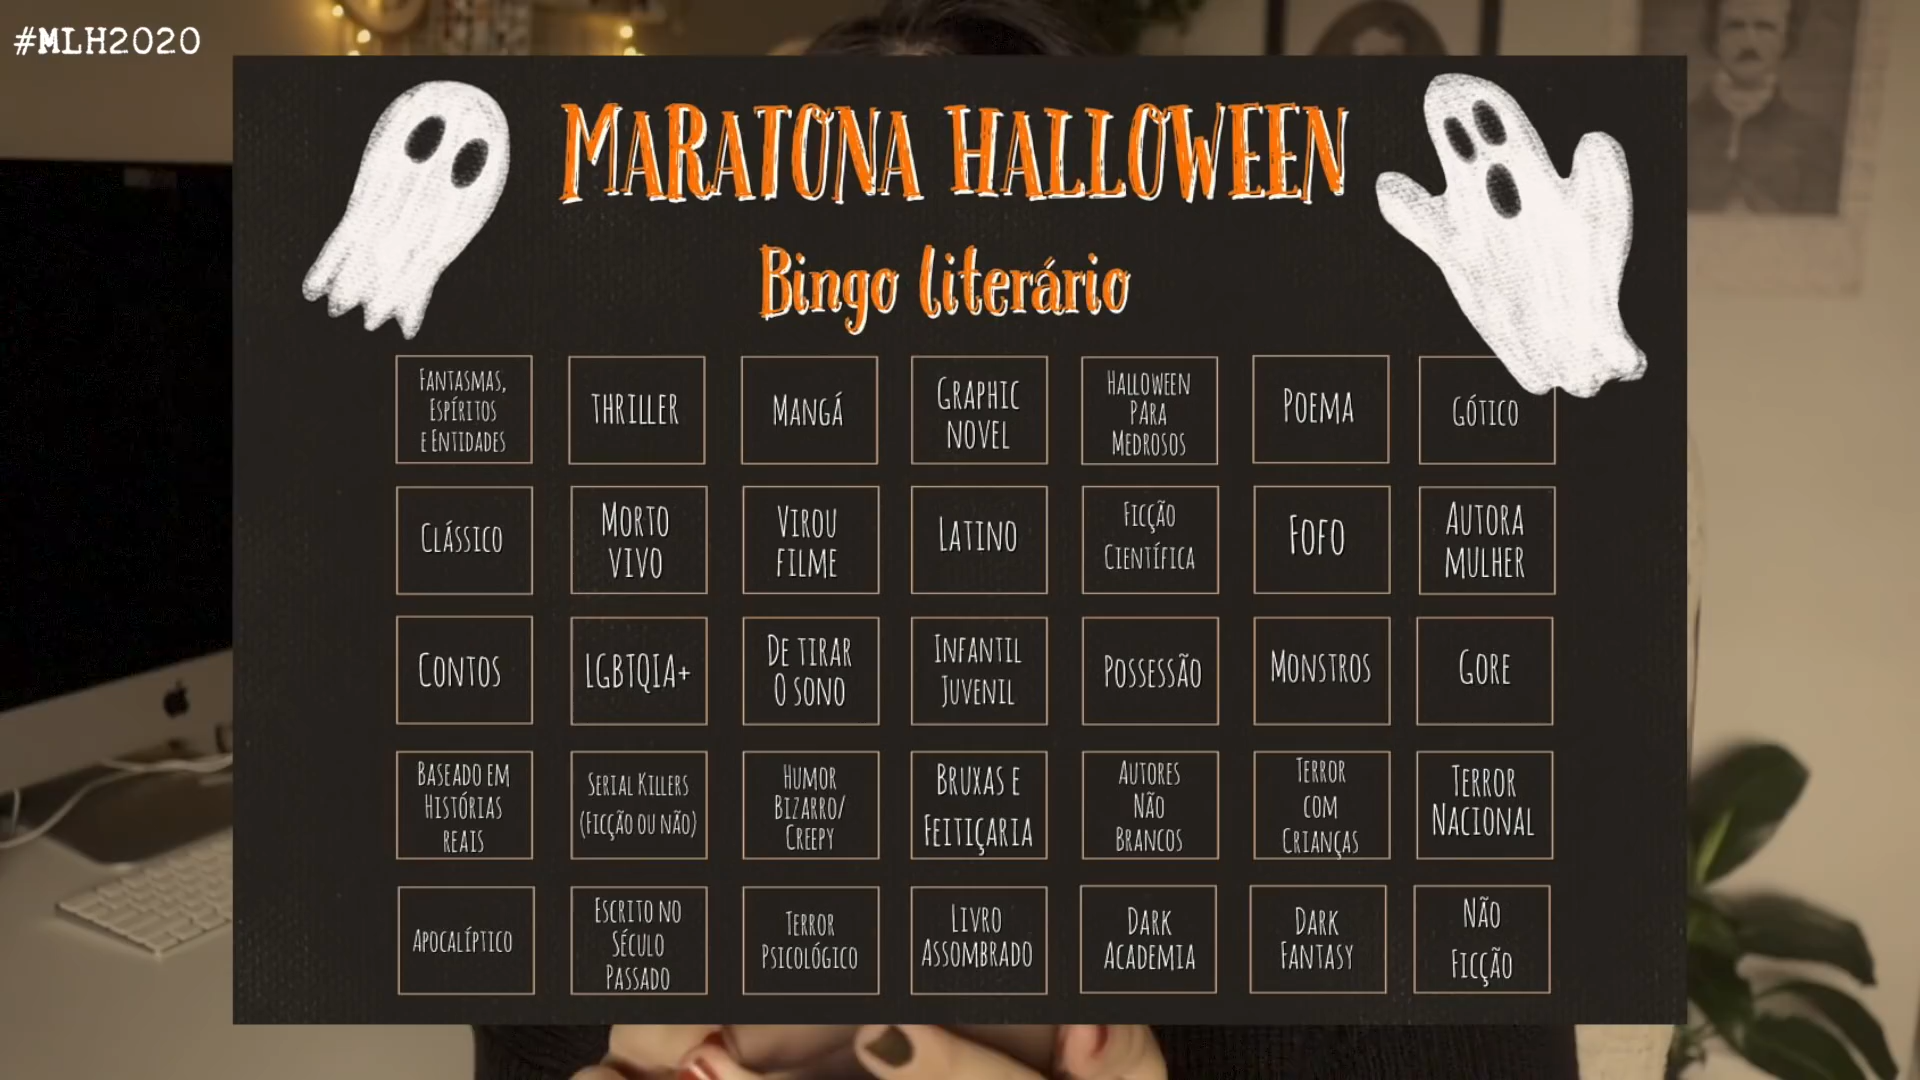 #MLH2020
MARATONA HALLOWEEN
Bingo literário
FANTASMAS,
ESPÍRITOS
E ENTIDADES
THRILLER
MANGÁ
GRAPHIC
NOVEL
HALLOWEEN
PARA
MEDROSOS
POEMA
GÓTICO
CLÁSSICO
MORTO
VIVO
VIROU
FILME
LATINO
FICÇÃO
CIENTÍFICA
FOFO
AUTORA
MULHER
CONTOS
LGBTQIA+
DE TIRAR
O SONO
INFANTIL
JUVENIL
POSSESSÃO
MONSTROS
GORE
BASEADO EM
HISTÓRIAS
REAIS
SERIAL KILLERS
(FICÇÃO OU NÃO)
HUMOR
BIZARRO/
CREEPY
BRUXAS E
FEITIÇARIA
AUTORES
NÃO
BRANCOS
TERROR
COM
CRIANÇAS
TERROR
NACIONAL
APOCALÍPTICO
ESCRITO NO
SÉCULO
PASSADO
TERROR
PSICOLÓGICO
LIVRO
ASSOMBRADO
DARK
ACADEMIA
DARK
FANTASY
NÃO
FICÇÃO